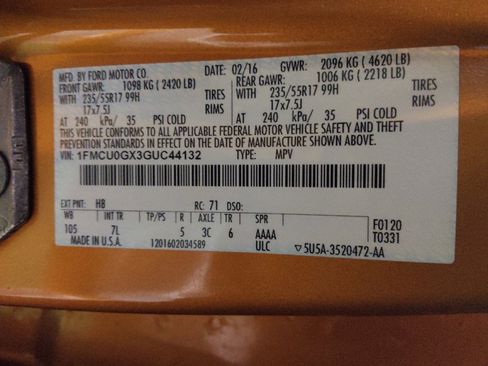 MFD. BY FORD MOTOR CO. DATE: 02/16 GVWR: 2096 KG ( 4620 LB)
FRONT GAWR: 1098 KG ( 2420 LB) REAR GAWR: 1006 KG ( 2218 LB)
WITH 235/55R17 99H TIRES WITH 235/55R17 99H TIRES
17x7.5J RIMS 17x7.5J RIMS
AT 240 kPa/ 35 PSI COLD AT 240 kPa/ 35 PSI COLD
THIS VEHICLE CONFORMS TO ALL APPLICABLE FEDERAL MOTOR VEHICLE SAFETY AND THEFT
PREVENTION STANDARDS IN EFFECT ON THE DATE OF MANUFACTURE SHOWN ABOVE.
VIN: 1FMCU0GX3GUC44132 TYPE: MPV
EXT PNT: H8 RC: 71 DSO:
WB INT TR TP/PS R AXLE TR SPR F0120
105 7L 5 3C 6 AAAA T0331
MADE IN U.S.A. 1201602034589 ULC ▽5U5A-3520472-AA